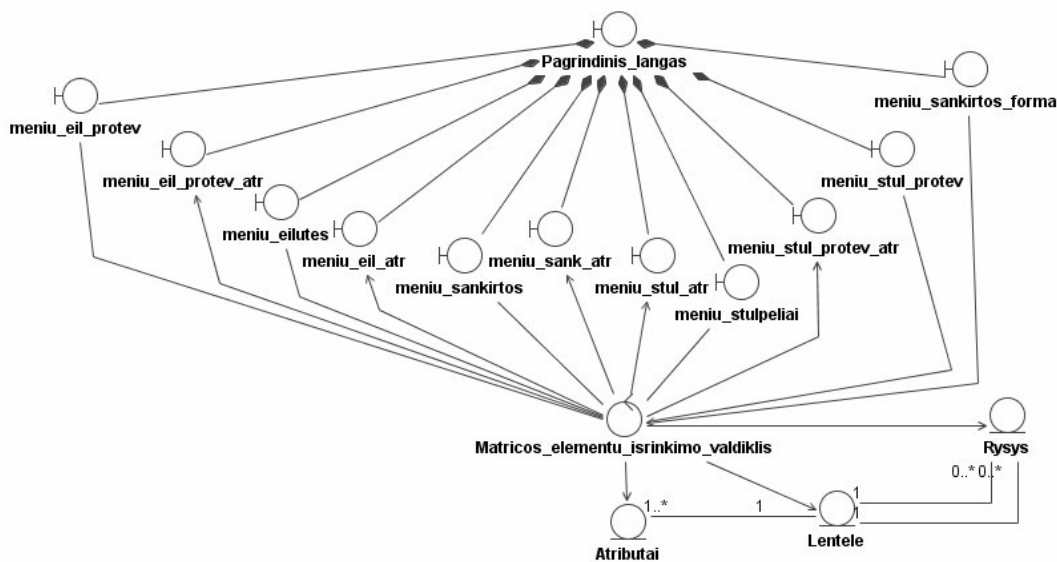 Pagrindinis_langas
meniu_sankirtos_forma
meniu_eil_protev
meniu_eil_protev_atr
meniu_stul_protev
meniu_eilutes
meniu_stul_protev_atr
meniu_eil_atr
meniu_sank_atr
meniu_sankirtos
meniu_stul_atr
meniu_stulpeliai
Matricos_elementu_isrinkimo_valdiklis
Rysys
0..* 0..*
1
1..*
1
1
Atributai
Lentele